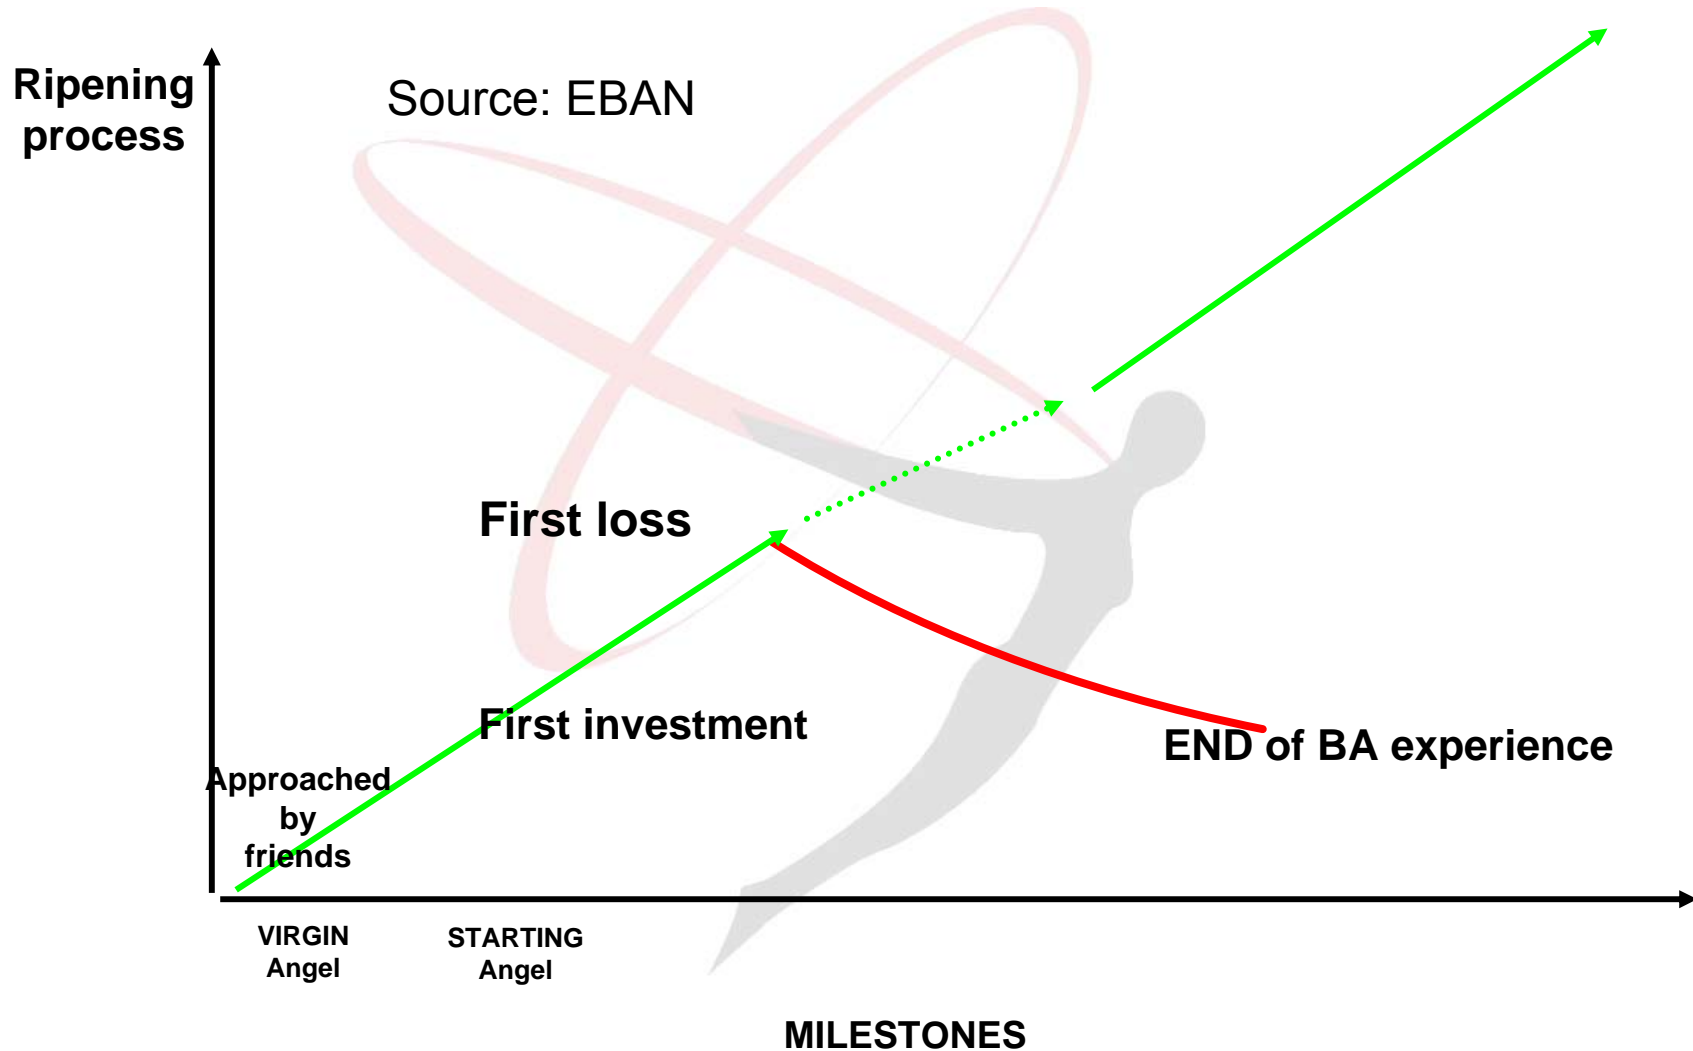 Ripening
process
Source: EBAN
First loss
First investment
END of BA experience
Approached
by
friends
VIRGIN
Angel
STARTING
Angel
MILESTONES